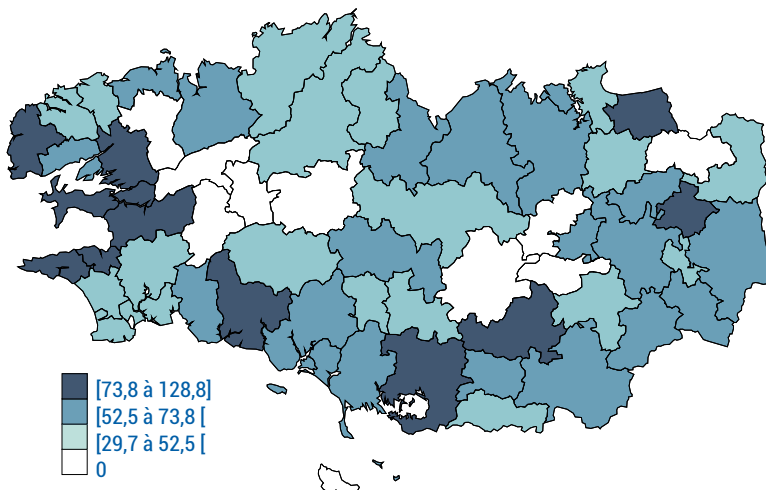 [73,8 à 128,8]
[52,5 à 73,8 [
[29,7 à 52,5 [
0